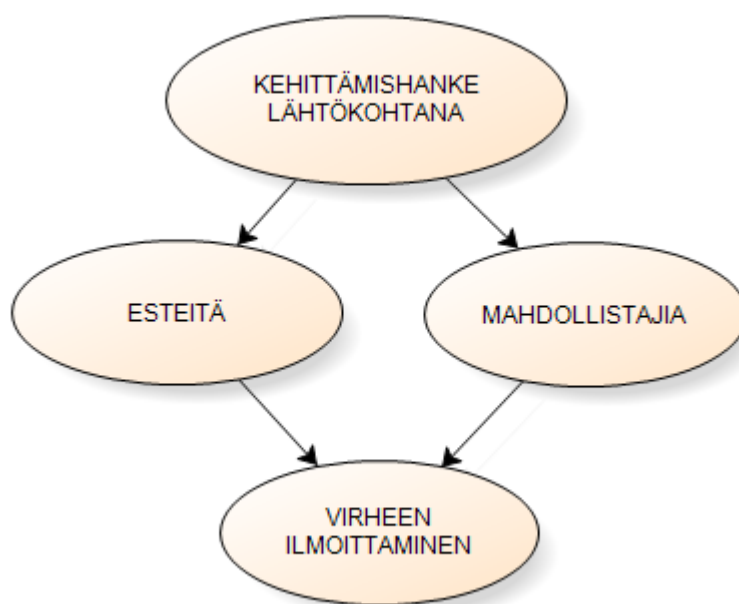 KEHITTÄMISHANKE
LÄHTÖKOHTANA
ESTEITÄ
MAHDOLLISTAJIA
VIRHEEN
ILMOITTAMINEN